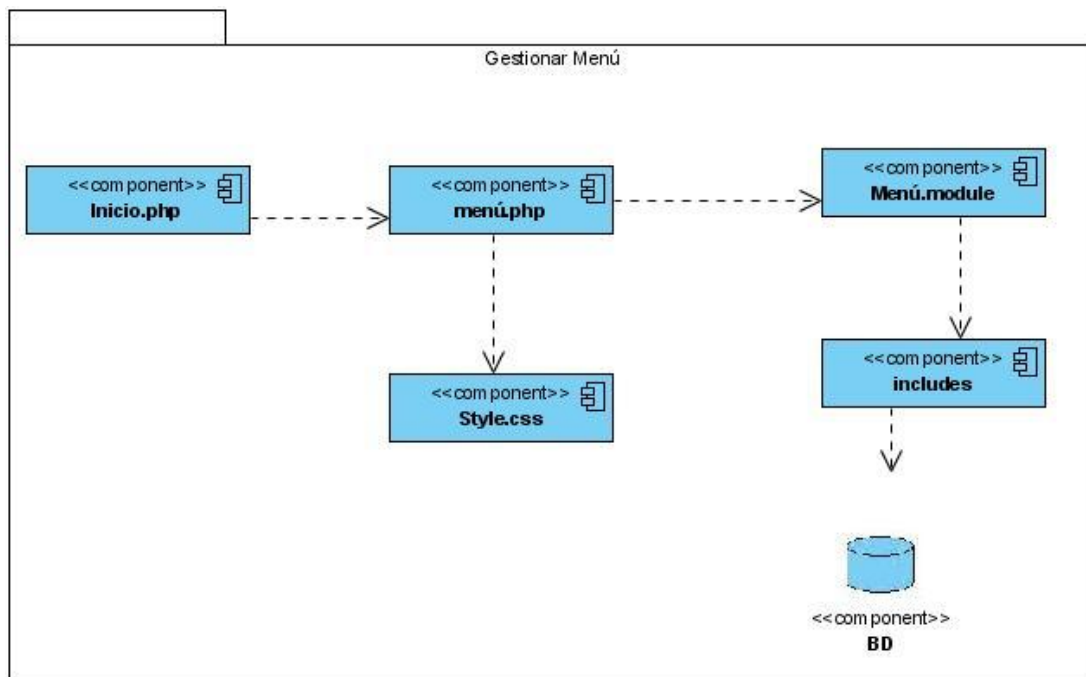 Gestionar Menú
<<component>>
Inicio.php
<<component>>
menú.php
<<component>>
Menú.module
<<component>>
Style.css
<<component>>
includes
<<component>>
BD